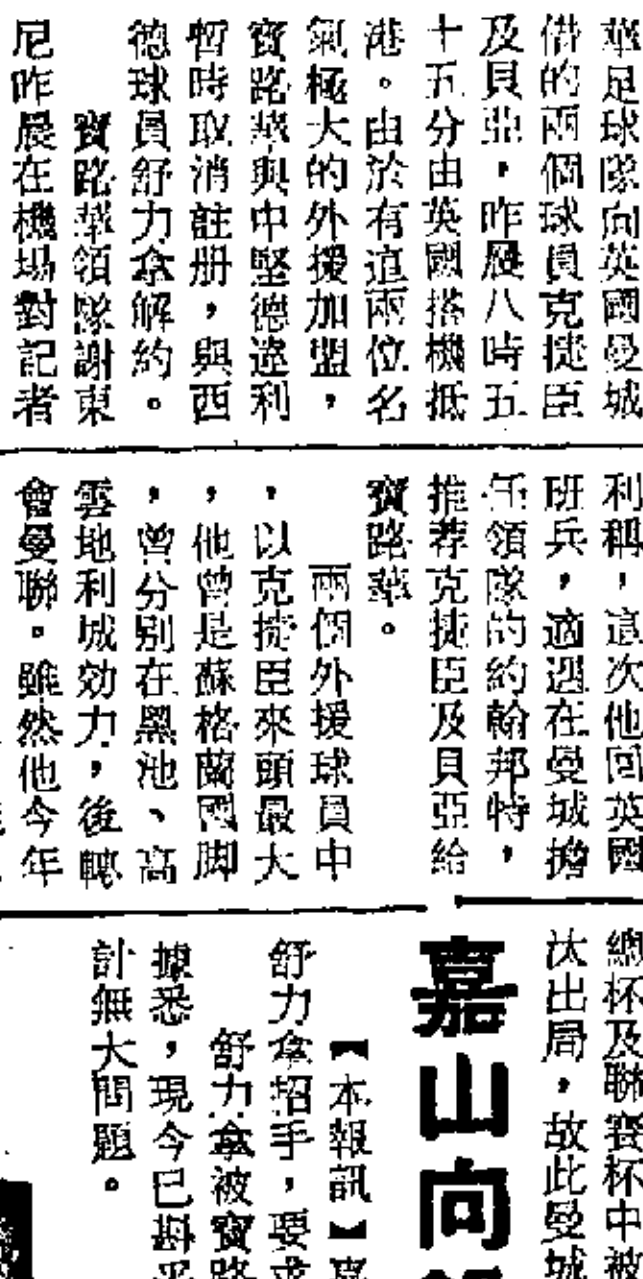 華足球隊向英國曼城
借的兩個球員克捷臣
及貝亞，昨晨八時五
十五分由英國搭機抵
港。由於有這兩位名
氣極大的外援加盟，
寶路華與中堅德遜利
暫時取消註册，與西
德球員舒力拿解約。
寶路華領隊謝東
尼昨晨在機場對記者
利稱，這次他回英國
班兵，適遇在曼城擔
任領隊的約翰邦特，
推荐克捷臣及貝亞給
寶路華。
兩個外援球員中
，以克捷臣來頭最大
，他曾是蘇格蘭國脚
，曾分別在黑池、高
雲地利城効力，後轉
會曼聯。雖然他今年
總杯及聯賽杯中被
汰出局，故此曼城
嘉山向
【本報訊】嘉
舒力拿招手，要求
舒力拿被寶路
據悉，現今已斟
計無大問題。